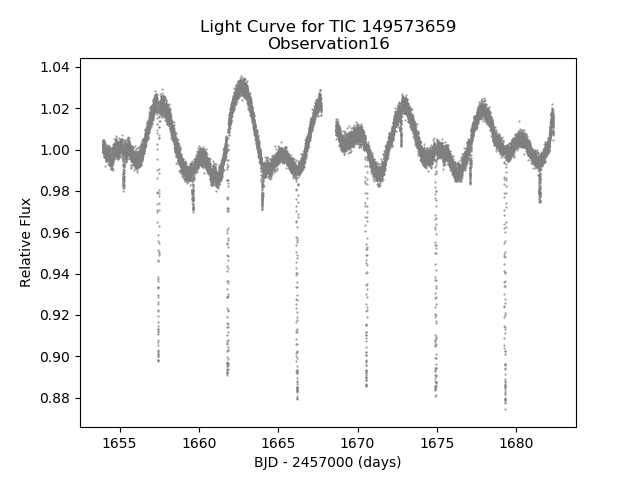 Light Curve for TIC 149573659
Observation16
1.04
1.02
1.00
0.98
0.96
0.94
0.92
0.90
0.88
Relative Flux
1655 1660 1665 1670 1675 1680
BJD - 2457000 (days)